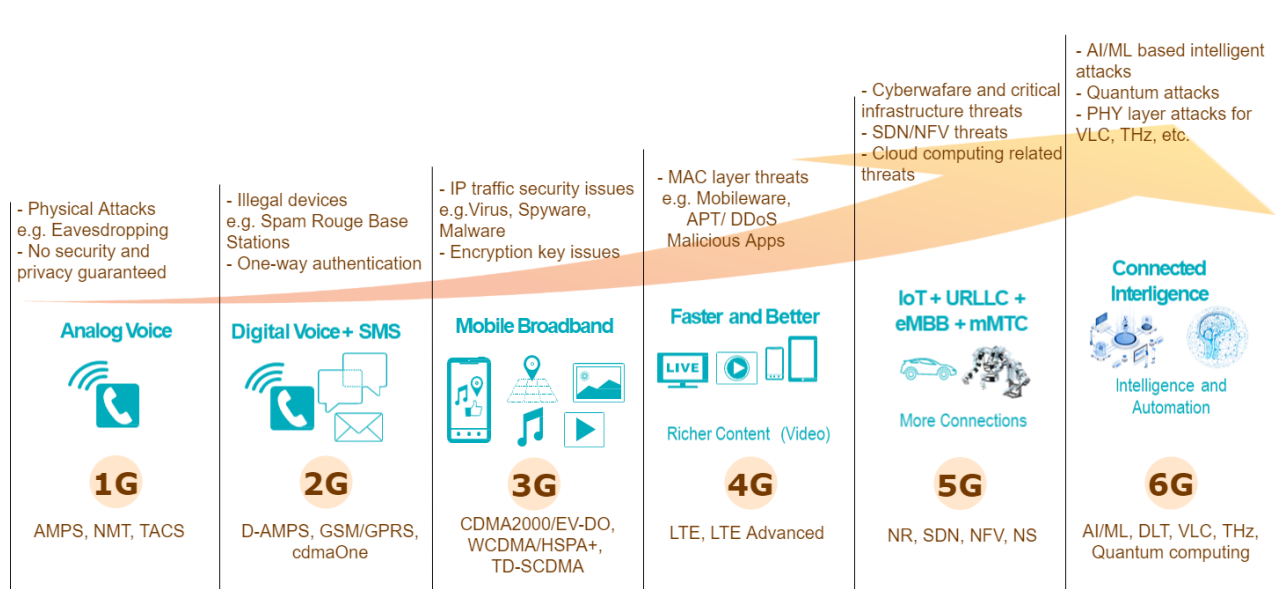 - Physical Attacks
e.g. Eavesdropping
- No security and
privacy guaranteed
Analog Voice
1G
AMPS, NMT, TACS
- Illegal devices
e.g. Spam Rouge Base
Stations
- One-way authentication
Digital Voice + SMS
2G
D-AMPS, GSM/GPRS,
cdmaOne
- IP traffic security issues
e.g.Virus, Spyware,
Malware
- Encryption key issues
Mobile Broadband
3G
CDMA2000/EV-DO,
WCDMA/HSPA+,
TD-SCDMA
- MAC layer threats
e.g. Mobileware,
APT/ DDoS
Malicious Apps
Faster and Better
LIVE
Richer Content (Video)
4G
LTE, LTE Advanced
- Cyberwafare and critical
infrastructure threats
- SDN/NFV threats
- Cloud computing related
threats
IoT + URLLC +
eMBB + mMTC
More Connections
5G
NR, SDN, NFV, NS
- AI/ML based intelligent
attacks
- Quantum attacks
- PHY layer attacks for
VLC, THz, etc.
Connected
Interligence
Intelligence and
Automation
6G
AI/ML, DLT, VLC, THz,
Quantum computing